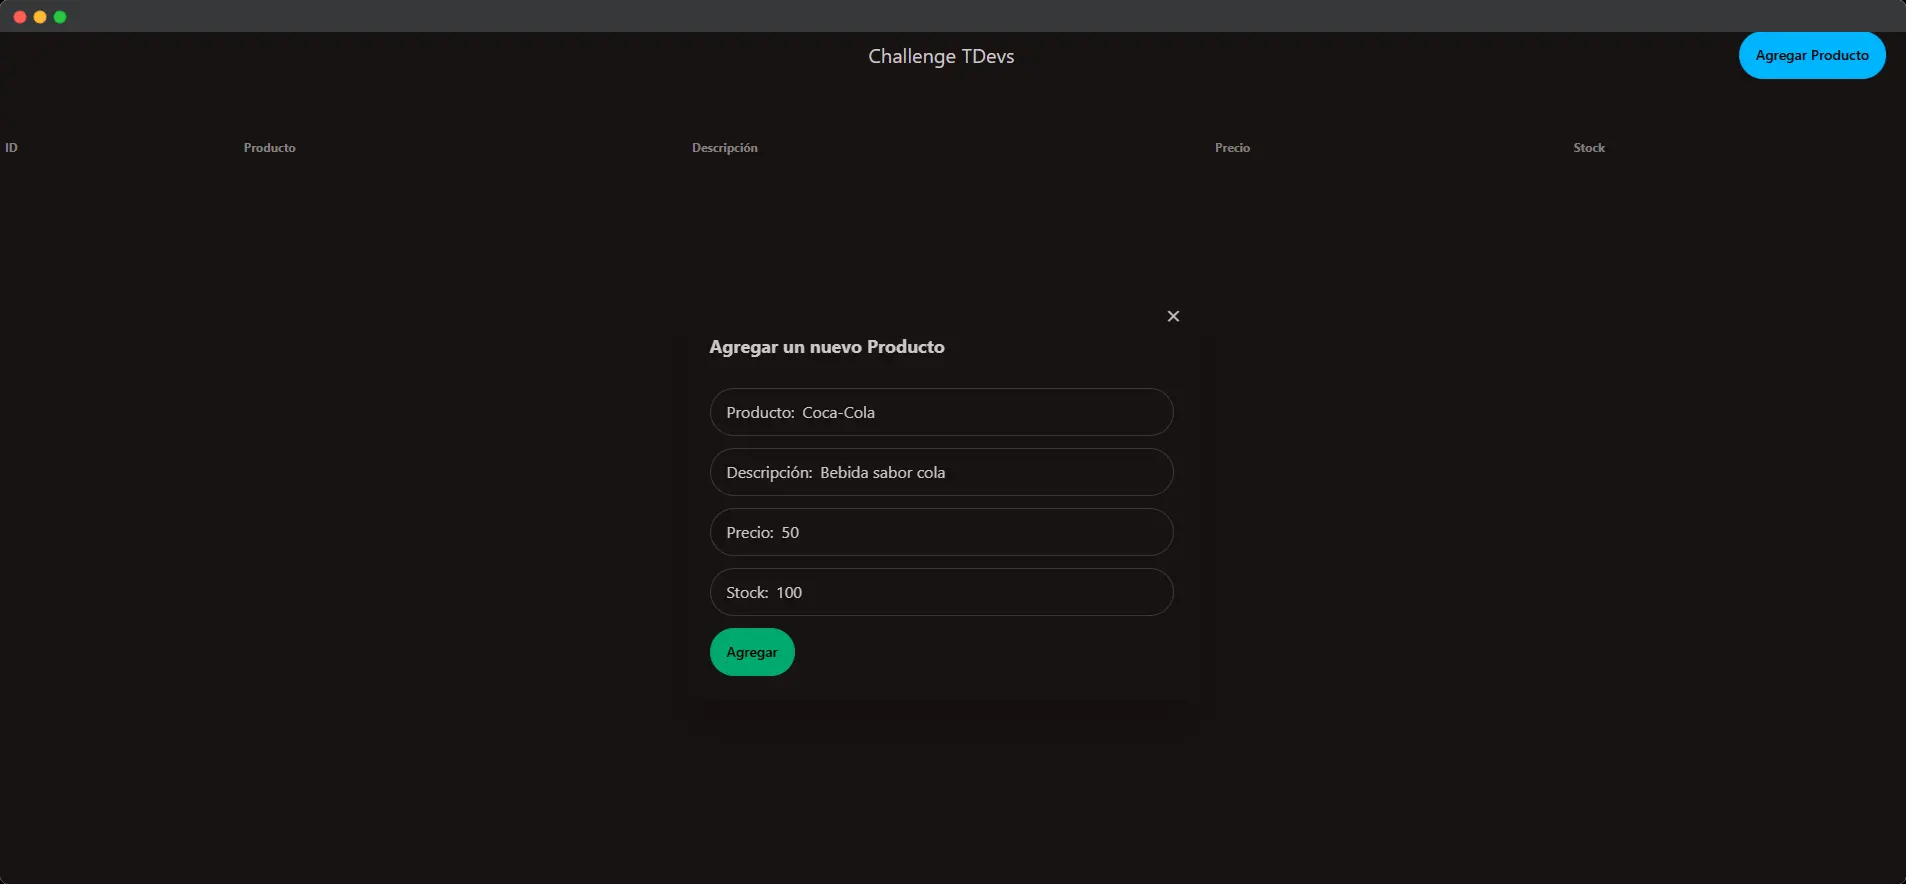 Challenge TDevs
Agregar Producto
ID Producto Descripción Precio Stock
✕
Agregar un nuevo Producto
Producto: Coca-Cola
Descripción: Bebida sabor cola
Precio: 50
Stock: 100
Agregar